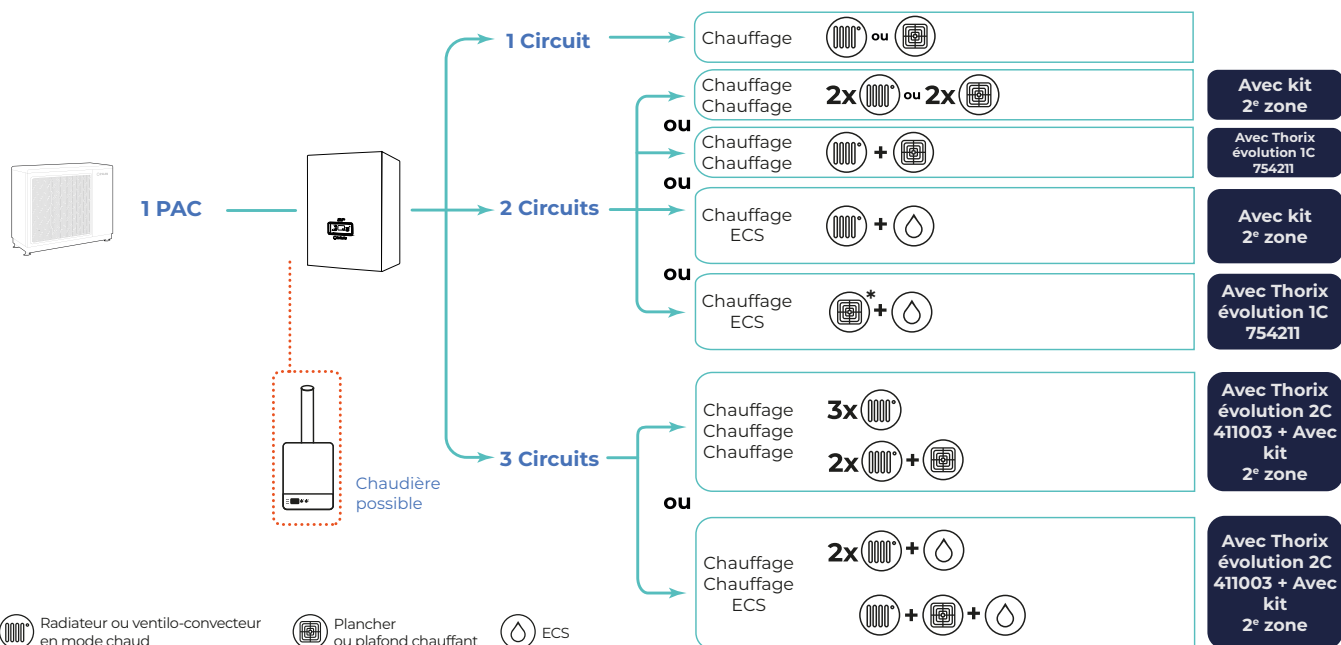 1 Circuit
Chauffage
ou
Chauffage
Chauffage
2x ou 2x
Avec kit
2e zone
ou
Chauffage
Chauffage
+
Avec Thorix
évolution 1C
754211
ou
1 PAC
2 Circuits
Chauffage
ECS
+
Avec kit
2e zone
ou
Chauffage
ECS
* +
Avec Thorix
évolution 1C
754211
Chaudière
possible
3 Circuits
Chauffage
Chauffage
Chauffage
3x
2x +
Avec Thorix
évolution 2C
411003 + Avec
kit
2e zone
ou
Chauffage
Chauffage
ECS
2x +
+ +
Avec Thorix
évolution 2C
411003 + Avec
kit
2e zone
Radiateur ou ventilo-convecteur
en mode chaud
Plancher
ou plafond chauffant
ECS